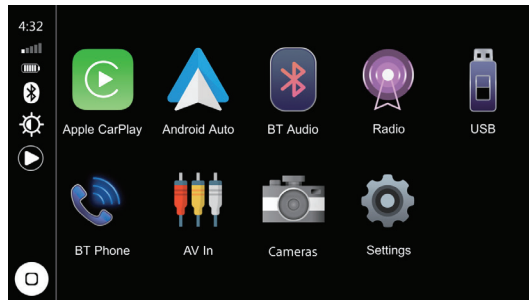 4:32
Apple CarPlay
Android Auto
BT Audio
Radio
USB
BT Phone
AV In
Cameras
Settings